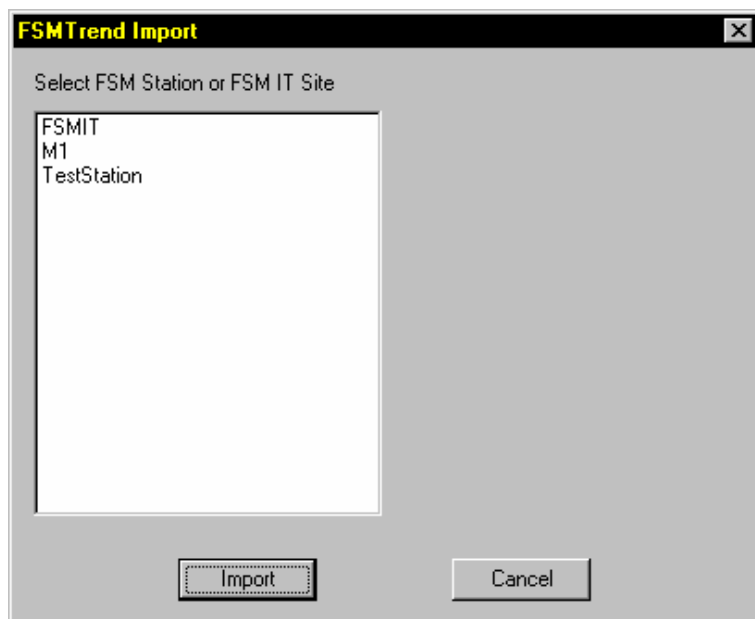 FSMTrend Import
Select FSM Station or FSM IT Site
FSMIT
M1
TestStation
Import
Cancel